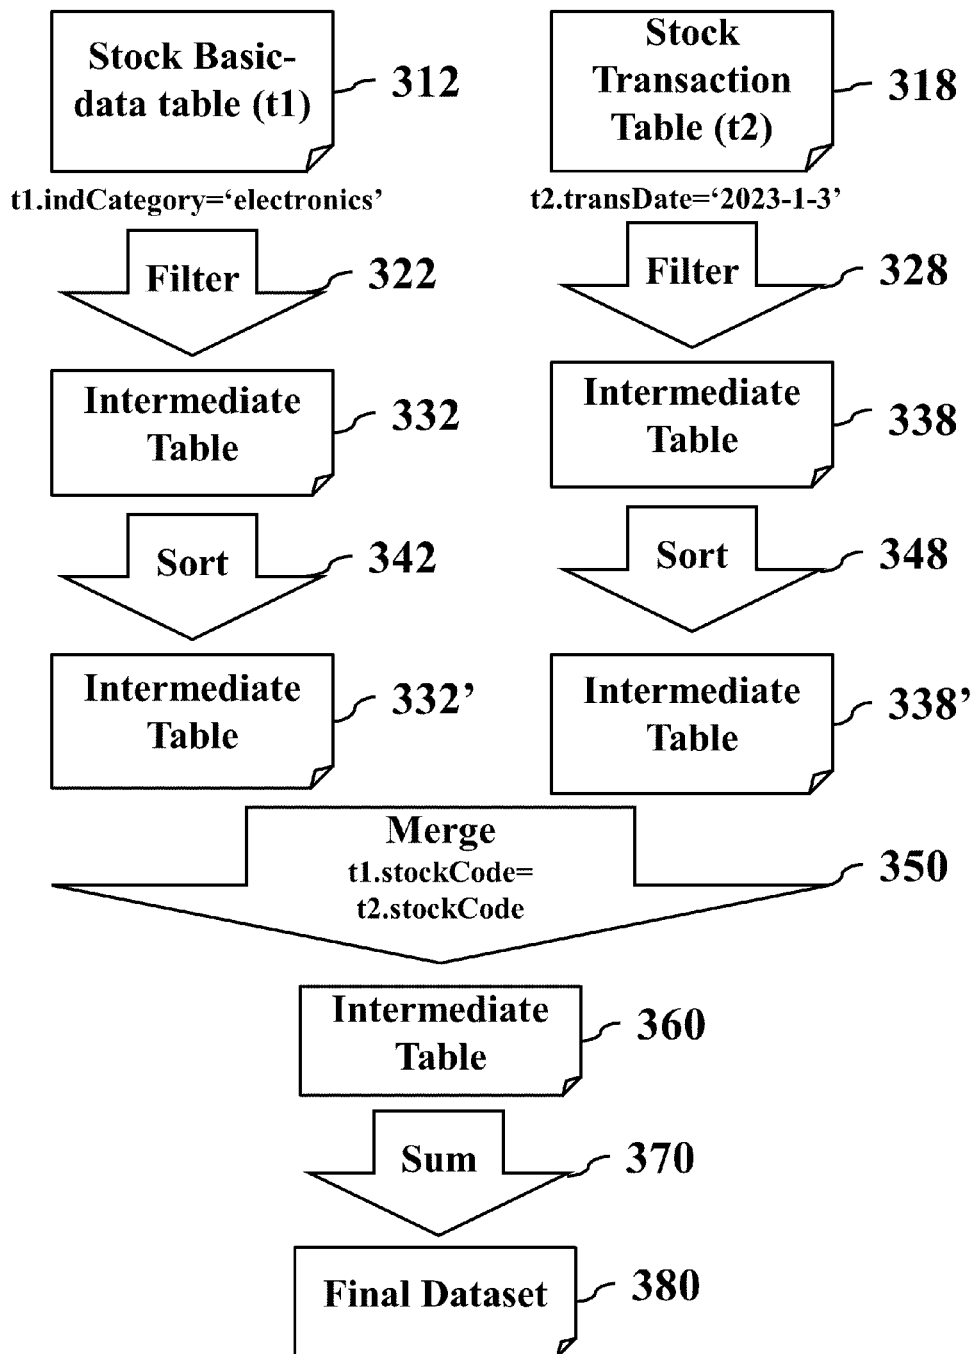 Stock Basic-
data table (t1)
312
Stock
Transaction
Table (t2)
318
t1.indCategory=‘electronics’
t2.transDate=‘2023-1-3’
Filter
322
Filter
328
Intermediate
Table
332
Intermediate
Table
338
Sort
342
Sort
348
Intermediate
Table
332’
Intermediate
Table
338’
Merge
t1.stockCode=
t2.stockCode
350
Intermediate
Table
360
Sum
370
Final Dataset
380